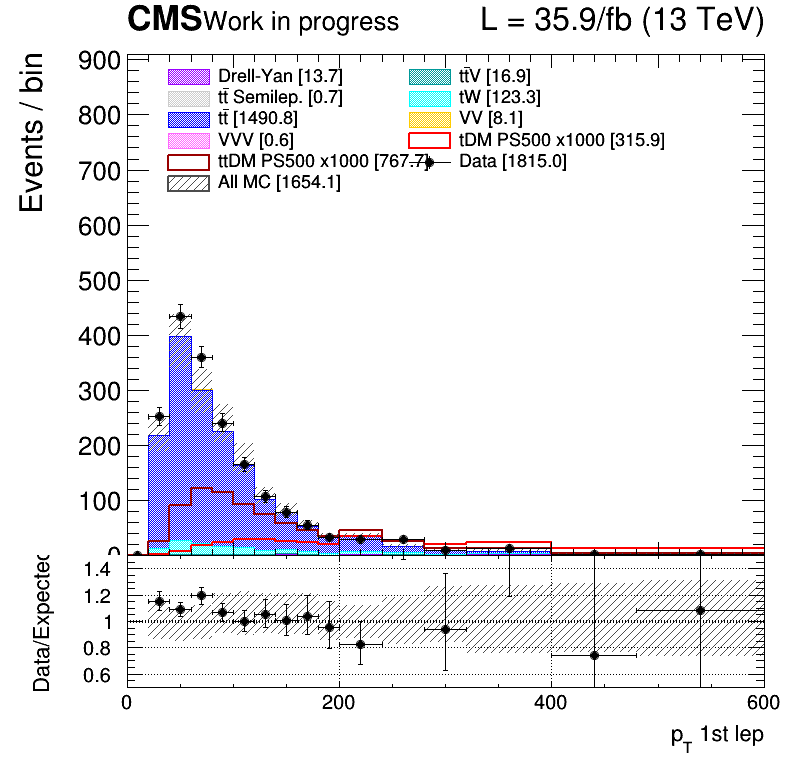 CMS Work in progress L = 35.9/fb (13 TeV)
Events / bin
900
800
700
600
500
400
300
200
100
0
Drell-Yan [13.7]
tt̄V [16.9]
tt̄ Semilep. [0.7]
tW [123.3]
tt̄ [1490.8]
VV [8.1]
VVV [0.6]
tDM PS500 x1000 [315.9]
ttDM PS500 x1000 [767.7]
Data [1815.0]
All MC [1654.1]
Data/Expected
1.4
1.2
1
0.8
0.6
0 200 400 600
p_T 1st lep